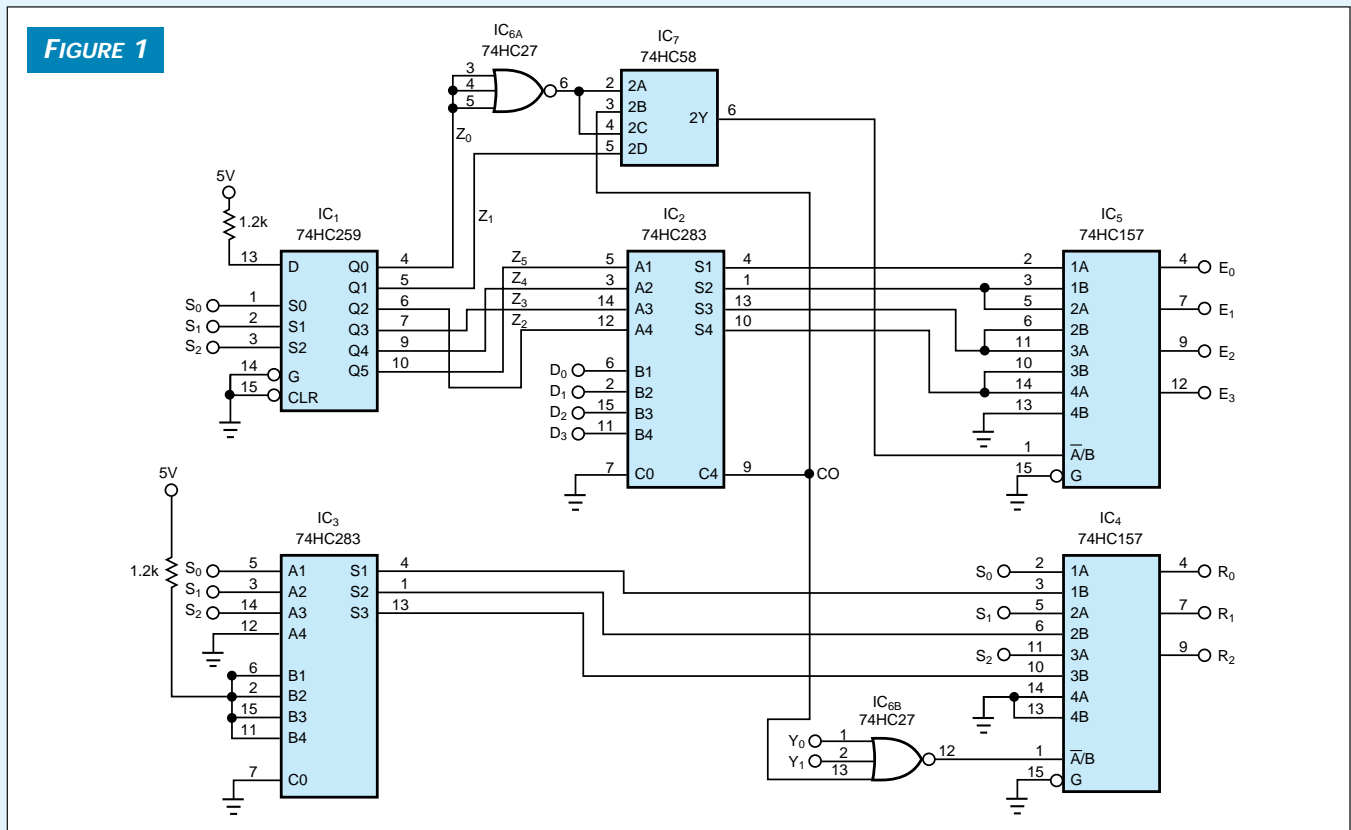 FIGURE 1
IC6A
74HC27
3
4
5
6
Z0
IC7
74HC58
2 2A
3 2B
4 2C
5 2D
2Y 6
5V
1.2k
Z1
IC1
74HC259
13 D
S0 1 S0
S1 2 S1
S2 3 S2
14 G
15 CLR
Q0 4
Q1 5
Q2 6
Q3 7
Q4 9
Q5 10
Z5
Z4
Z3
Z2
IC2
74HC283
5 A1
3 A2
14 A3
12 A4
D0 6 B1
D1 2 B2
D2 15 B3
D3 11 B4
7 C0
S1 4
S2 1
S3 13
S4 10
C4 9
CO
IC5
74HC157
2 1A
3 1B
5 2A
6 2B
11 3A
10 3B
14 4A
13 4B
1 A̅/B
15 G
4 E0
7 E1
9 E2
12 E3
5V
1.2k
IC3
74HC283
S0 5 A1
S1 3 A2
S2 14 A3
12 A4
6 B1
2 B2
15 B3
11 B4
7 C0
S1 4
S2 1
S3 13
IC6B
74HC27
Y0 1
Y1 2
13
12
IC4
74HC157
S0 2 1A
3 1B
S1 5 2A
6 2B
S2 11 3A
10 3B
14 4A
13 4B
1 A̅/B
15 G
4 R0
7 R1
9 R2